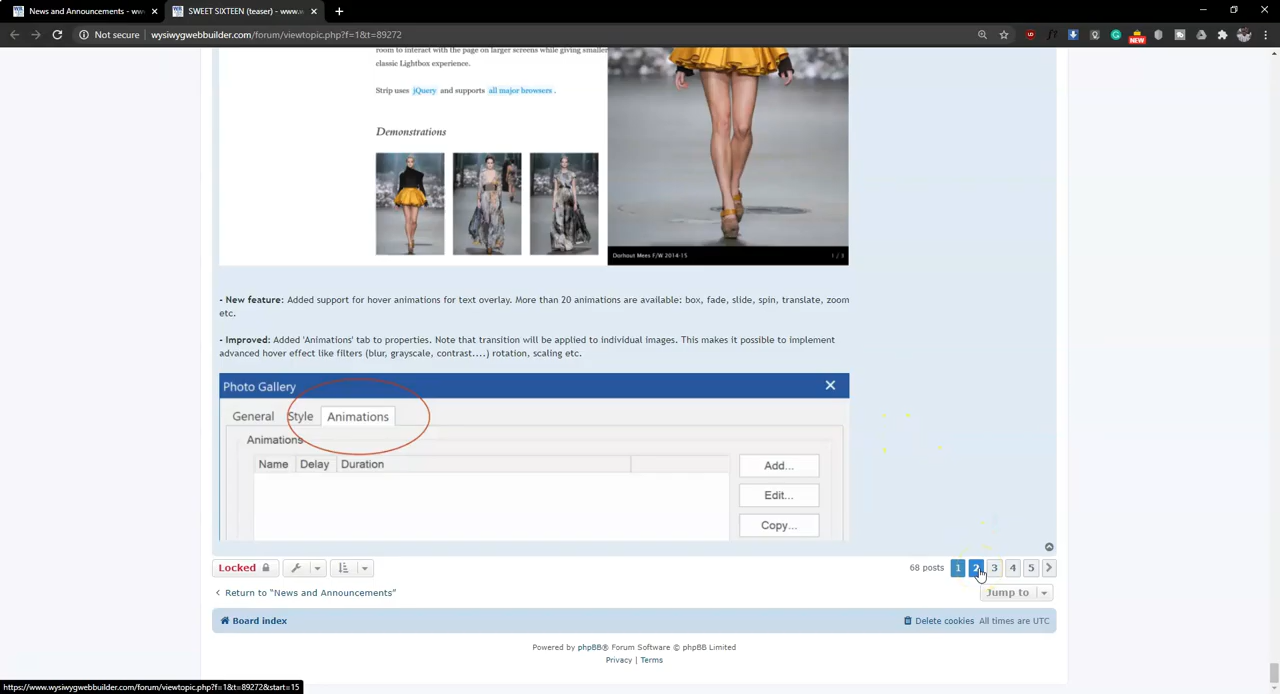 News and Announcements - ww
SWEET SIXTEEN (teaser) - www.w
Not secure | wysiwygwebbuilder.com/forum/viewtopic.php?f=1&t=89272
NEW
room to interact with the page on larger screens while giving smaller
classic Lightbox experience.
Strip uses jQuery and supports all major browsers .
Demonstrations
Dorhout Mees F/W 2014-15
- New feature: Added support for hover animations for text overlay. More than 20 animations are available: box, fade, slide, spin, translate, zoom
etc.
- Improved: Added 'Animations' tab to properties. Note that transition will be applied to individual images. This makes it possible to implement
advanced hover effect like filters (blur, grayscale, contrast....) rotation, scaling etc.
Photo Gallery
General Style Animations
Animations
Name Delay Duration
Add...
Edit...
Copy...
Locked
68 posts 1 2 3 4 5
Return to “News and Announcements”
Jump to
Board index
Delete cookies All times are UTC
Powered by phpBB® Forum Software © phpBB Limited
Privacy | Terms
https://www.wysiwygwebbuilder.com/forum/viewtopic.php?f=1&t=89272&start=15